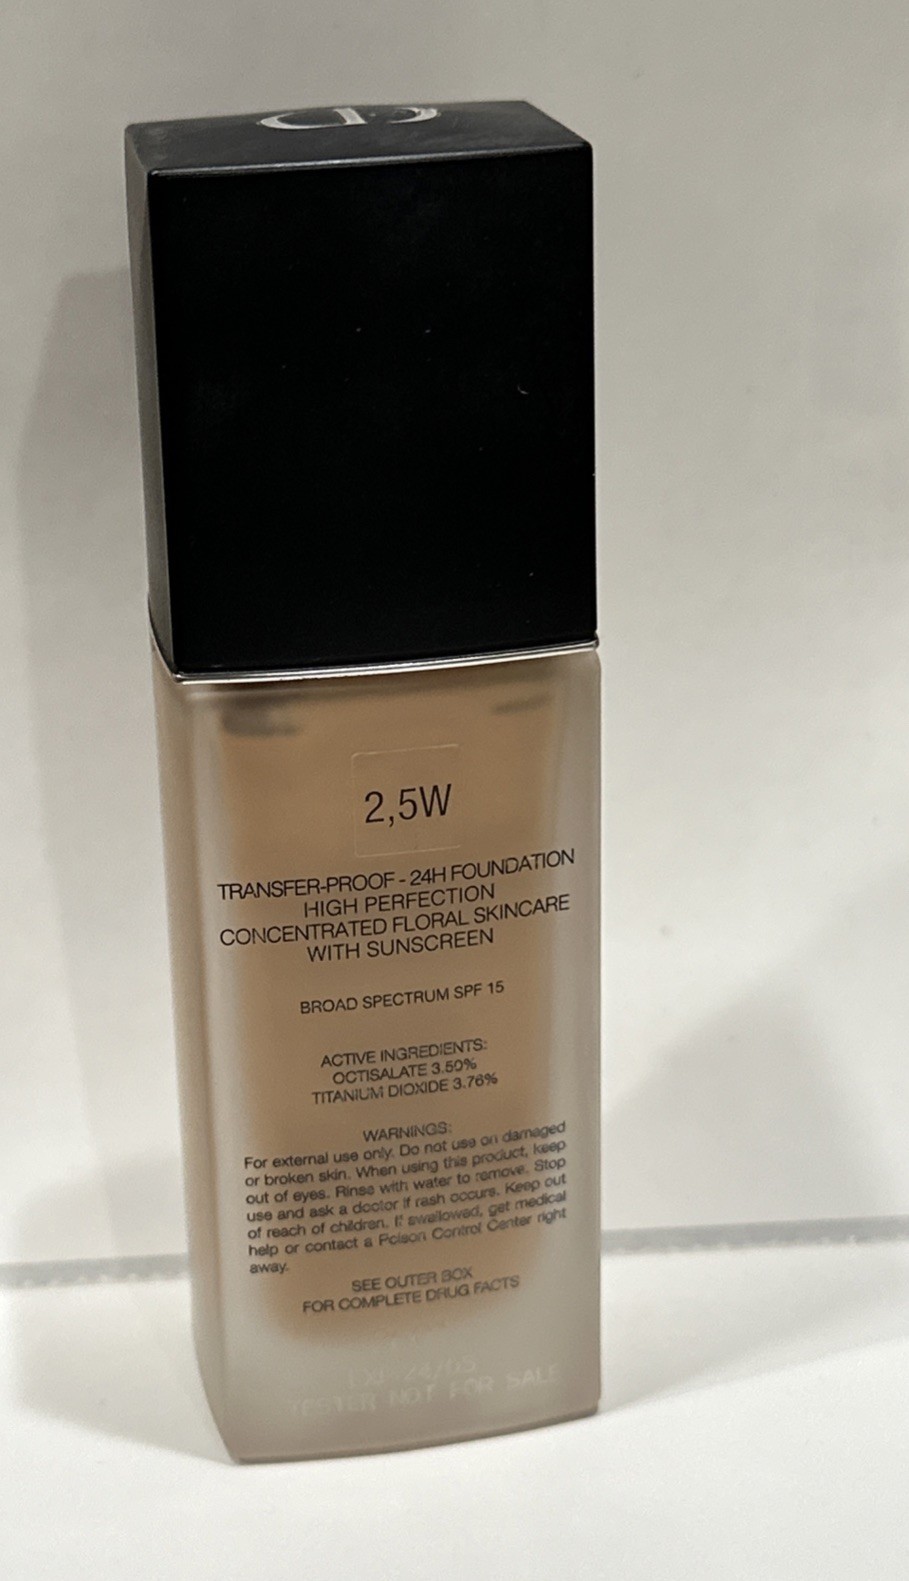 CD
2,5W
TRANSFER-PROOF - 24H FOUNDATION
HIGH PERFECTION
CONCENTRATED FLORAL SKINCARE
WITH SUNSCREEN
BROAD SPECTRUM SPF 15
ACTIVE INGREDIENTS:
OCTISALATE 3.50%
TITANIUM DIOXIDE 3.76%
WARNINGS:
For external use only. Do not use on damaged
or broken skin. When using this product, keep
out of eyes. Rinse with water to remove. Stop
use and ask a doctor if rash occurs. Keep out
of reach of children. If swallowed, get medical
help or contact a Poison Control Center right
away.
SEE OUTER BOX
FOR COMPLETE DRUG FACTS
TESTER NOT FOR SALE